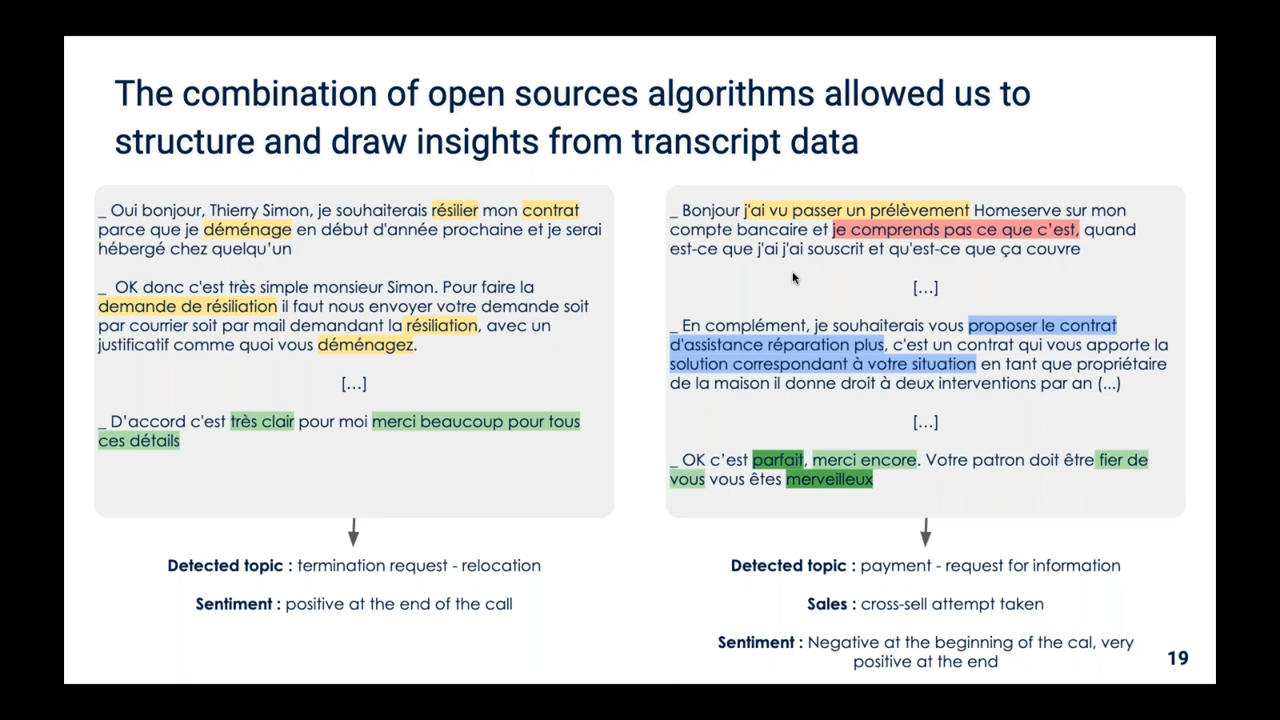 The combination of open sources algorithms allowed us to
structure and draw insights from transcript data
_ Oui bonjour, Thierry Simon, je souhaiterais résilier mon contrat
parce que je déménage en début d'année prochaine et je serai
hébergé chez quelqu'un
_ OK donc c'est très simple monsieur Simon. Pour faire la
demande de résiliation il faut nous envoyer votre demande soit
par courrier soit par mail demandant la résiliation, avec un
justificatif comme quoi vous déménagez.
[...]
_ D'accord c'est très clair pour moi merci beaucoup pour tous
ces détails
Detected topic : termination request - relocation
Sentiment : positive at the end of the call
_ Bonjour j'ai vu passer un prélèvement Homeserve sur mon
compte bancaire et je comprends pas ce que c'est, quand
est-ce que j'ai j'ai souscrit et qu'est-ce que ça couvre
[...]
_ En complément, je souhaiterais vous proposer le contrat
d'assistance réparation plus, c'est un contrat qui vous apporte la
solution correspondant à votre situation en tant que propriétaire
de la maison il donne droit à deux interventions par an (...)
[...]
_ OK c'est parfait, merci encore. Votre patron doit être fier de
vous vous êtes merveilleux
Detected topic : payment - request for information
Sales : cross-sell attempt taken
Sentiment : Negative at the beginning of the cal, very
positive at the end
19